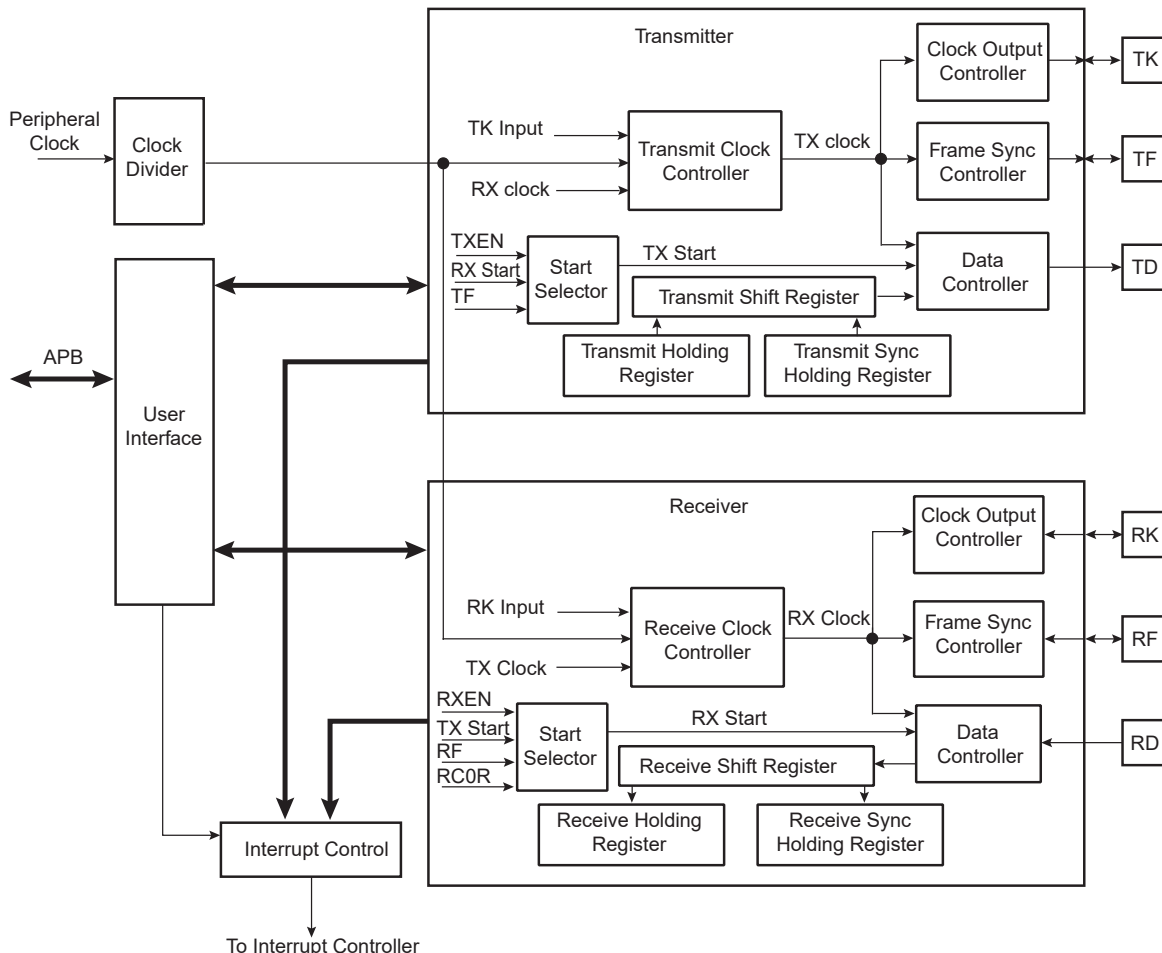 Transmitter
Clock Output
Controller
TK
Peripheral
Clock
Clock
Divider
TK Input
RX clock
Transmit Clock
Controller
TX clock
Frame Sync
Controller
TF
TXEN
RX Start
TF
Start
Selector
TX Start
Data
Controller
TD
Transmit Shift Register
Transmit Holding
Register
Transmit Sync
Holding Register
APB
User
Interface
Receiver
Clock Output
Controller
RK
RK Input
TX Clock
Receive Clock
Controller
RX Clock
Frame Sync
Controller
RF
RXEN
TX Start
RF
RC0R
Start
Selector
RX Start
Data
Controller
RD
Receive Shift Register
Receive Holding
Register
Receive Sync
Holding Register
Interrupt Control
To Interrupt Controller